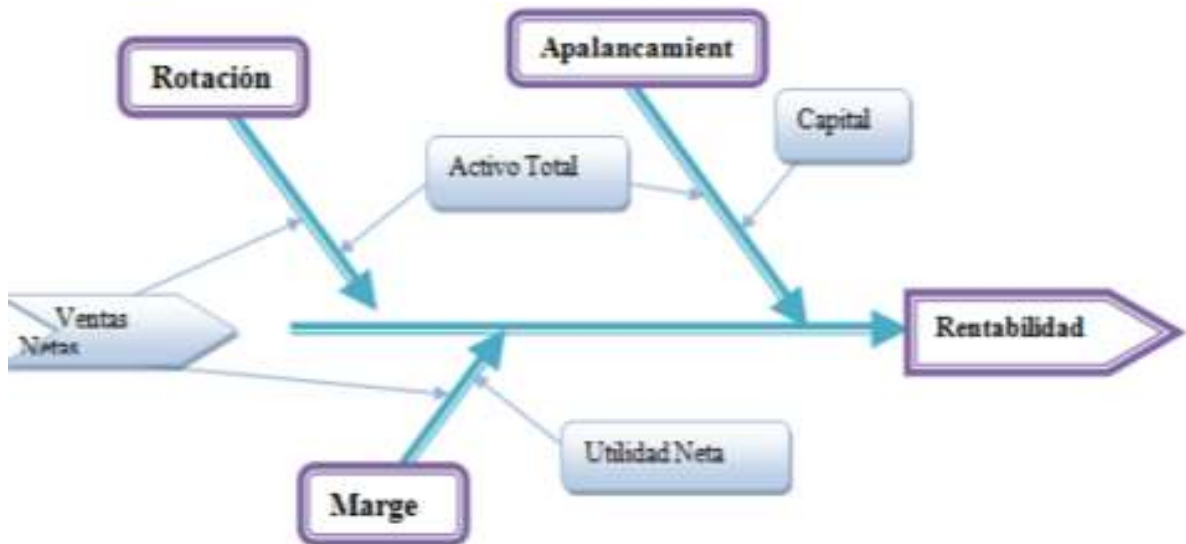 Rotación
Apalancamient
Capital
Activo Total
Ventas
Netas
Rentabilidad
Utilidad Neta
Marge